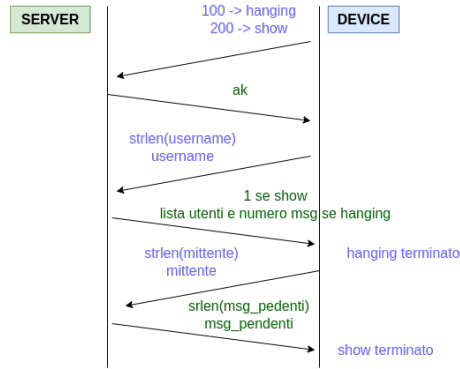 SERVER
100 -> hanging
200 -> show
DEVICE
ak
strlen(username)
username
1 se show
lista utenti e numero msg se hanging
strlen(mittente)
mittente
hanging terminato
srlen(msg_pedenti)
msg_pendenti
show terminato